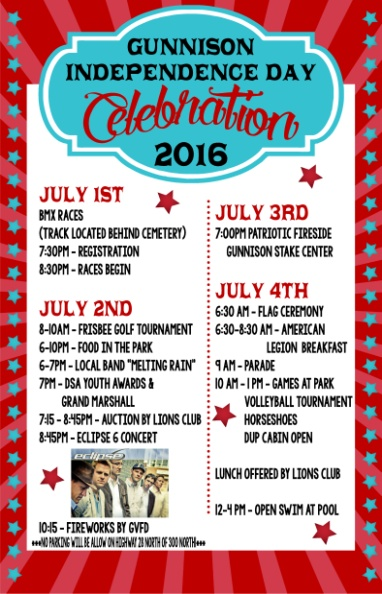 GUNNISON
INDEPENDENCE DAY
Celebration
2016
JULY 1ST
BMX RACES
(TRACK LOCATED BEHIND CEMETERY)
7:30PM - REGISTRATION
8:30PM - RACES BEGIN
JULY 2ND
8-10AM - FRISBEE GOLF TOURNAMENT
6-10PM - FOOD IN THE PARK
6-7PM - LOCAL BAND "MELTING RAIN"
7PM - DSA YOUTH AWARDS &
GRAND MARSHALL
7:15 - 8:45PM - AUCTION BY LIONS CLUB
8:45PM - ECLIPSE 6 CONCERT
eclipse
10:15 - FIREWORKS BY GVFD
***NO PARKING WILL BE ALLOW ON HIGHWAY 28 NORTH OF 300 NORTH***
JULY 3RD
7:00PM PATRIOTIC FIRESIDE
GUNNISON STAKE CENTER
JULY 4TH
6:30 AM - FLAG CEREMONY
6:30-8:30 AM - AMERICAN
LEGION BREAKFAST
9 AM - PARADE
10 AM - 1 PM - GAMES AT PARK
VOLLEYBALL TOURNAMENT
HORSESHOES
DUP CABIN OPEN
LUNCH OFFERED BY LIONS CLUB
12-4 PM - OPEN SWIM AT POOL